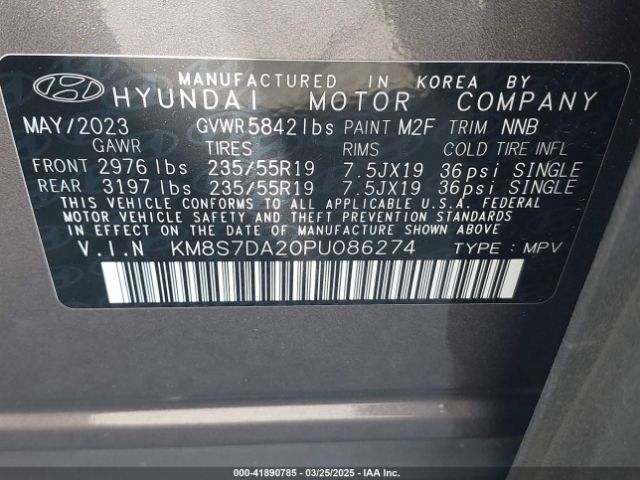 MANUFACTURED IN KOREA BY
HYUNDAI MOTOR COMPANY
MAY/2023 GVWR 5842lbs PAINT M2F TRIM NNB
GAWR TIRES RIMS COLD TIRE INFL
FRONT 2976 lbs 235/55R19 7.5JX19 36psi SINGLE
REAR 3197 lbs 235/55R19 7.5JX19 36psi SINGLE
THIS VEHICLE CONFORMS TO ALL APPLICABLE U.S.A. FEDERAL
MOTOR VEHICLE SAFETY BUMPER, AND THEFT PREVENTION STANDARDS
IN EFFECT ON THE DATE OF MANUFACTURE SHOWN ABOVE
V.I.N KM8S7DA20PU086274 TYPE : MPV
000-41890785 - 03/25/2025 - IAA Inc.